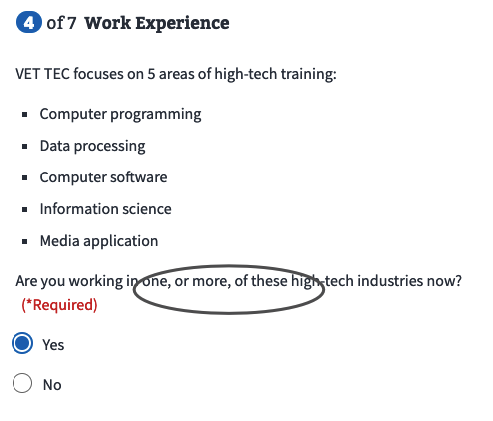 4 of 7 Work Experience
VET TEC focuses on 5 areas of high-tech training:
Computer programming
Data processing
Computer software
Information science
Media application
Are you working in one, or more, of these high-tech industries now?
(*Required)
Yes
No